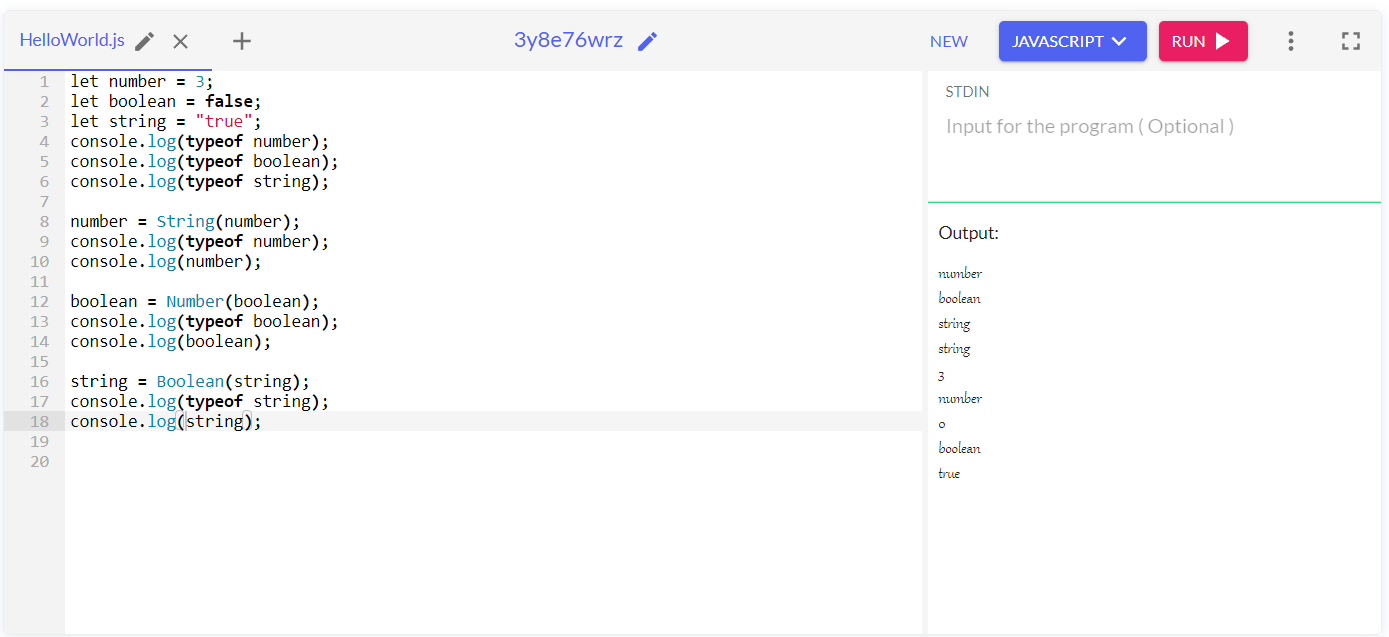 HelloWorld.js
3y8e76wrz
NEW
JAVASCRIPT
RUN
1 let number = 3;
2 let boolean = false;
3 let string = "true";
4 console.log(typeof number);
5 console.log(typeof boolean);
6 console.log(typeof string);
7
8 number = String(number);
9 console.log(typeof number);
10 console.log(number);
11
12 boolean = Number(boolean);
13 console.log(typeof boolean);
14 console.log(boolean);
15
16 string = Boolean(string);
17 console.log(typeof string);
18 console.log(string);
19
20
STDIN
Input for the program ( Optional )
Output:
number
boolean
string
string
3
number
0
boolean
true